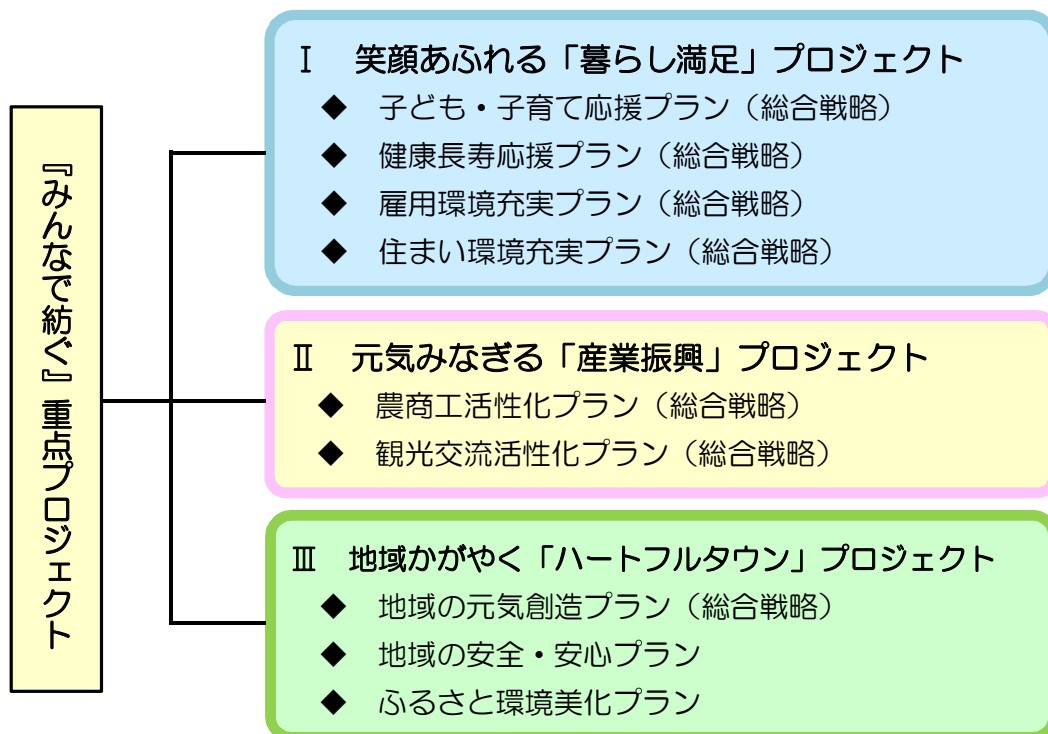 『みんなで紡ぐ』重点プロジェクト
Ⅰ 笑顔あふれる「暮らし満足」プロジェクト
◆ 子ども・子育て応援プラン（総合戦略）
◆ 健康長寿応援プラン（総合戦略）
◆ 雇用環境充実プラン（総合戦略）
◆ 住まい環境充実プラン（総合戦略）
Ⅱ 元気みなぎる「産業振興」プロジェクト
◆ 農商工活性化プラン（総合戦略）
◆ 観光交流活性化プラン（総合戦略）
Ⅲ 地域かがやく「ハートフルタウン」プロジェクト
◆ 地域の元気創造プラン（総合戦略）
◆ 地域の安全・安心プラン
◆ ふるさと環境美化プラン